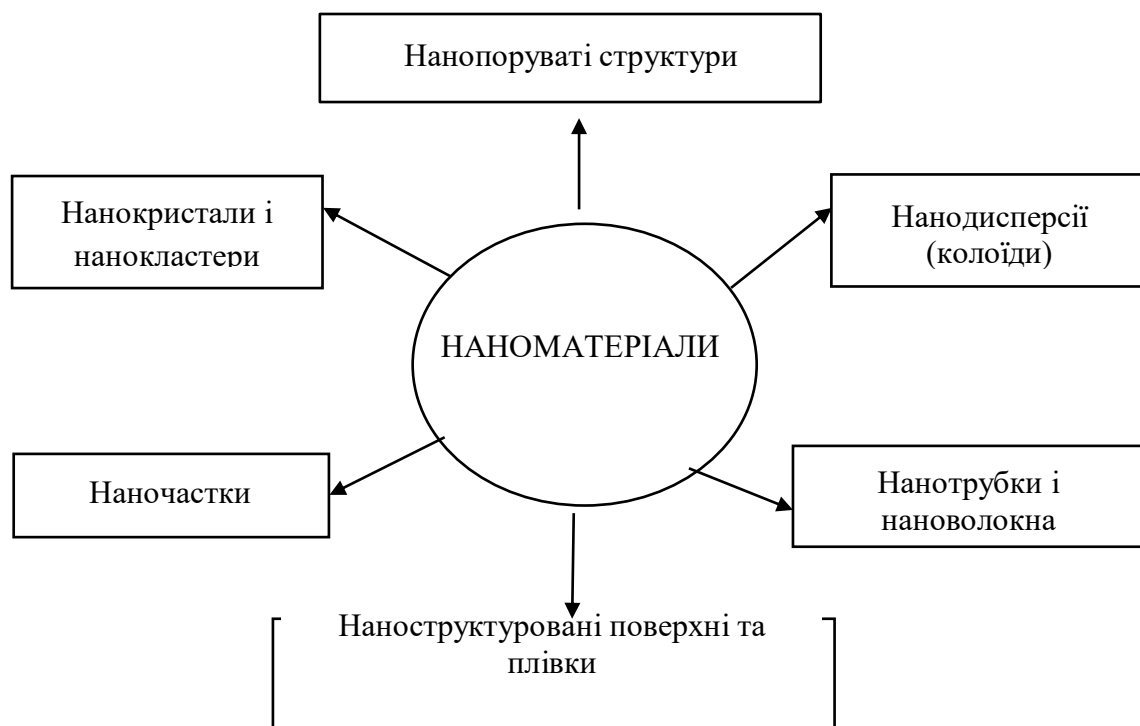 Нанопоруваті структури
Нанокристали і
нанокластери
Нанодисперсії
(колоїди)
НАНОМАТЕРІАЛИ
Наночастки
Нанотрубки і
нановолокна
Наноструктуровані поверхні та
плівки